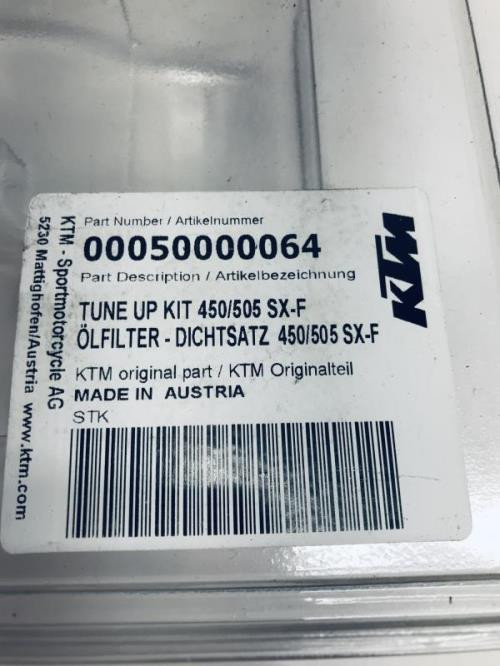 Part Number / Artikelnummer
00050000064
Part Description / Artikelbezeichnung
TUNE UP KIT 450/505 SX-F
ÖLFILTER - DICHTSATZ 450/505 SX-F
KTM original part / KTM Originalteil
MADE IN AUSTRIA
STK
KTM
KTM - Sportmotorcycle AG
5230 Mattighofen/Austria www.ktm.com